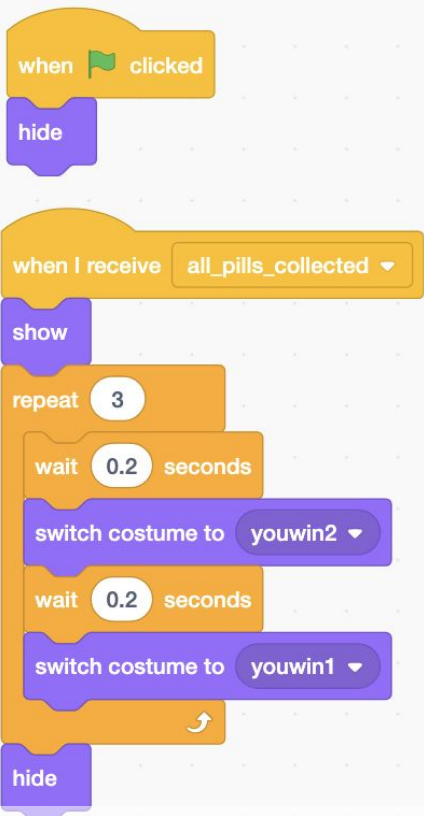 when clicked
hide
when I receive all_pills_collected
show
repeat 3
wait 0.2 seconds
switch costume to youwin2
wait 0.2 seconds
switch costume to youwin1
hide